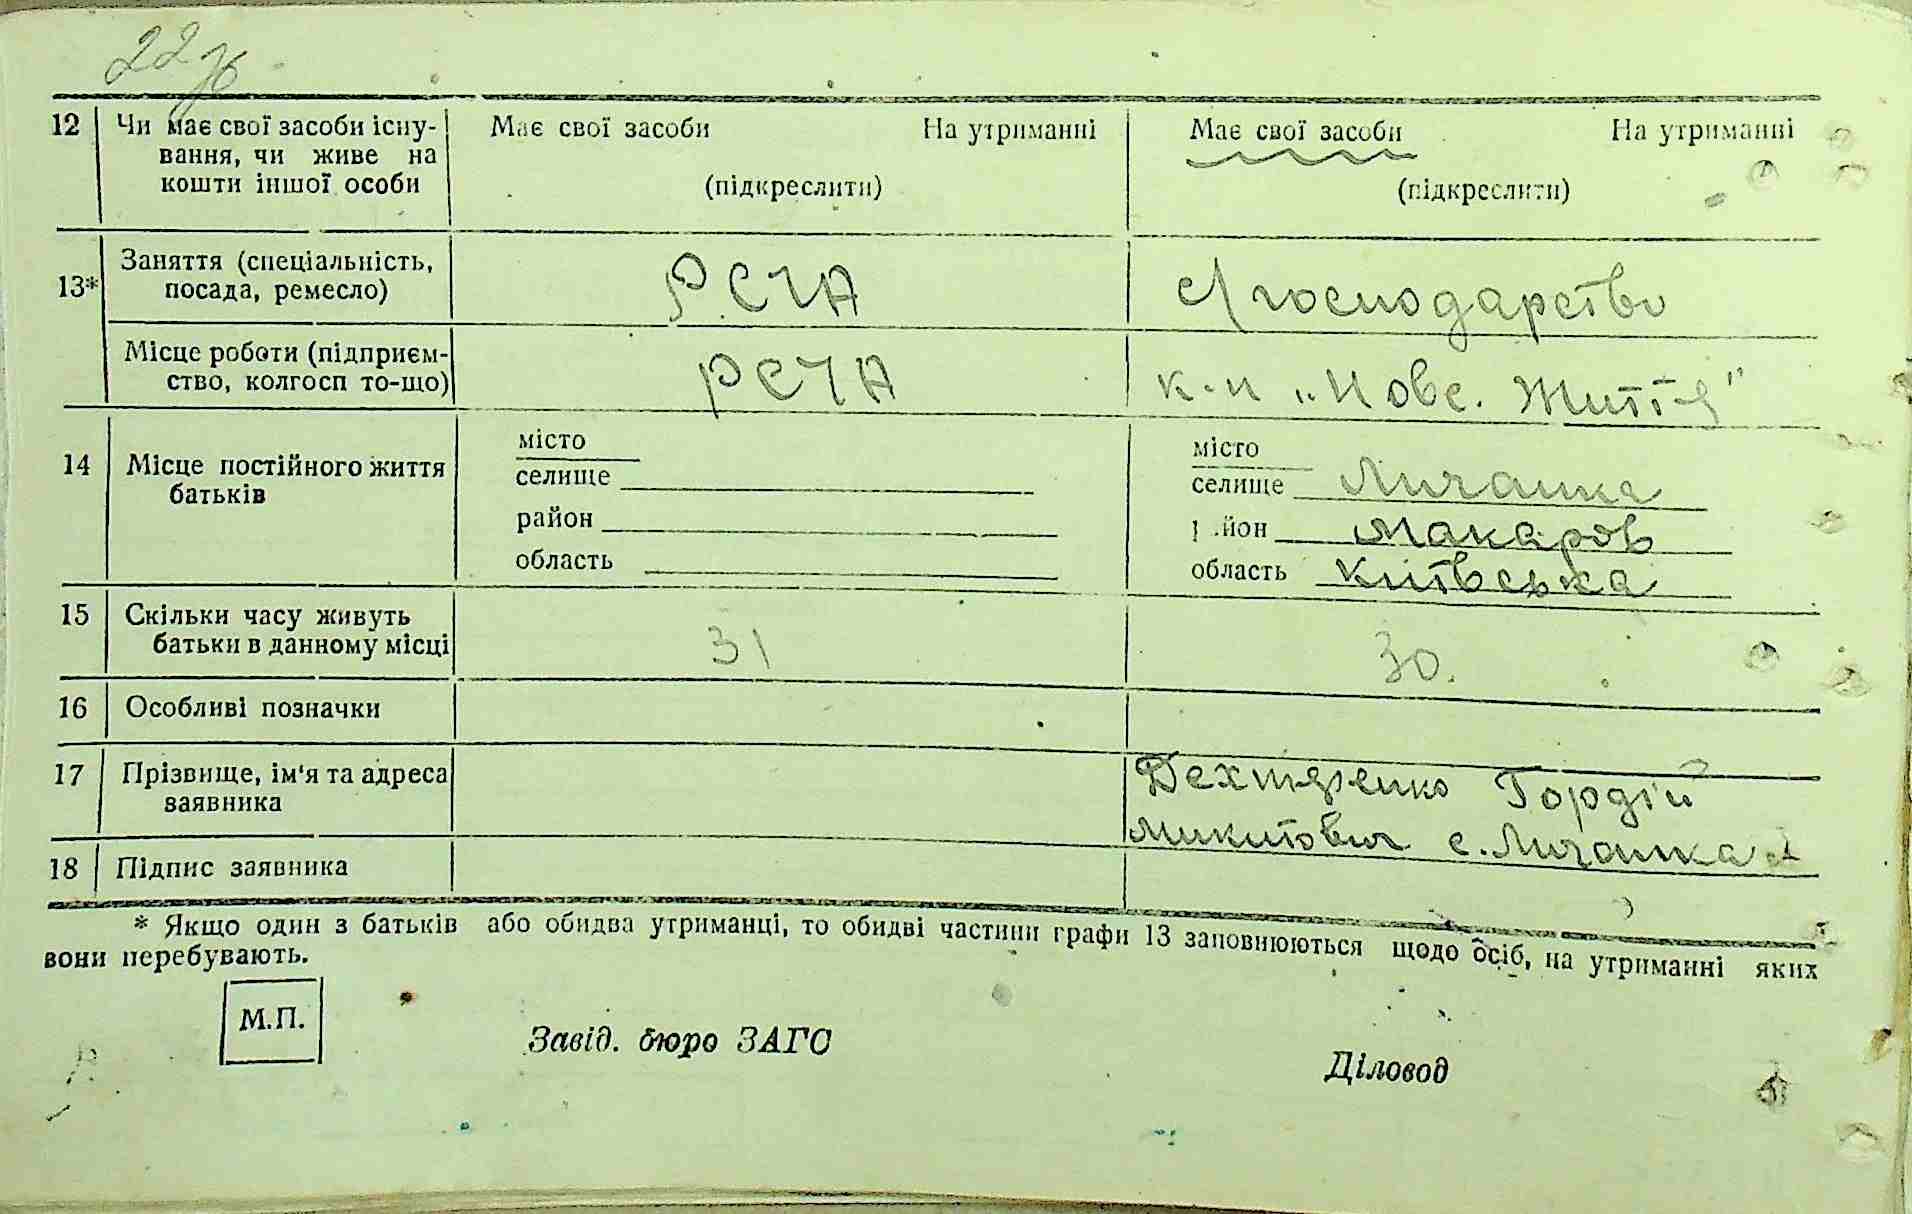 22 зв
12 Чи має свої засоби існу- Має свої засоби На утриманні Має свої засоби На утриманні
вання, чи живе на
кошти іншої особи (підкреслити) (підкреслити)
13* Заняття (спеціальність, РСЧА с/господарство
посада, ремесло)
Місце роботи (підприєм- РСЧА к-п „Нове. Життя"
ство, колгосп то-що)
14 Місце постійного життя місто місто
батьків селище селище Личанка
район район Макаров
область область Київська
15 Скільки часу живуть 31 30.
батьки в данному місці
16 Особливі позначки
17 Прізвище, ім'я та адреса Дехтяренко Гордій
заявника Микитович с. Личанка
18 Підпис заявника
* Якщо один з батьків або обидва утриманці, то обидві частини графи 13 заповнюються щодо осіб, на утриманні яких
вони перебувають.
М.П.
Завід. бюро ЗАГС
Діловод